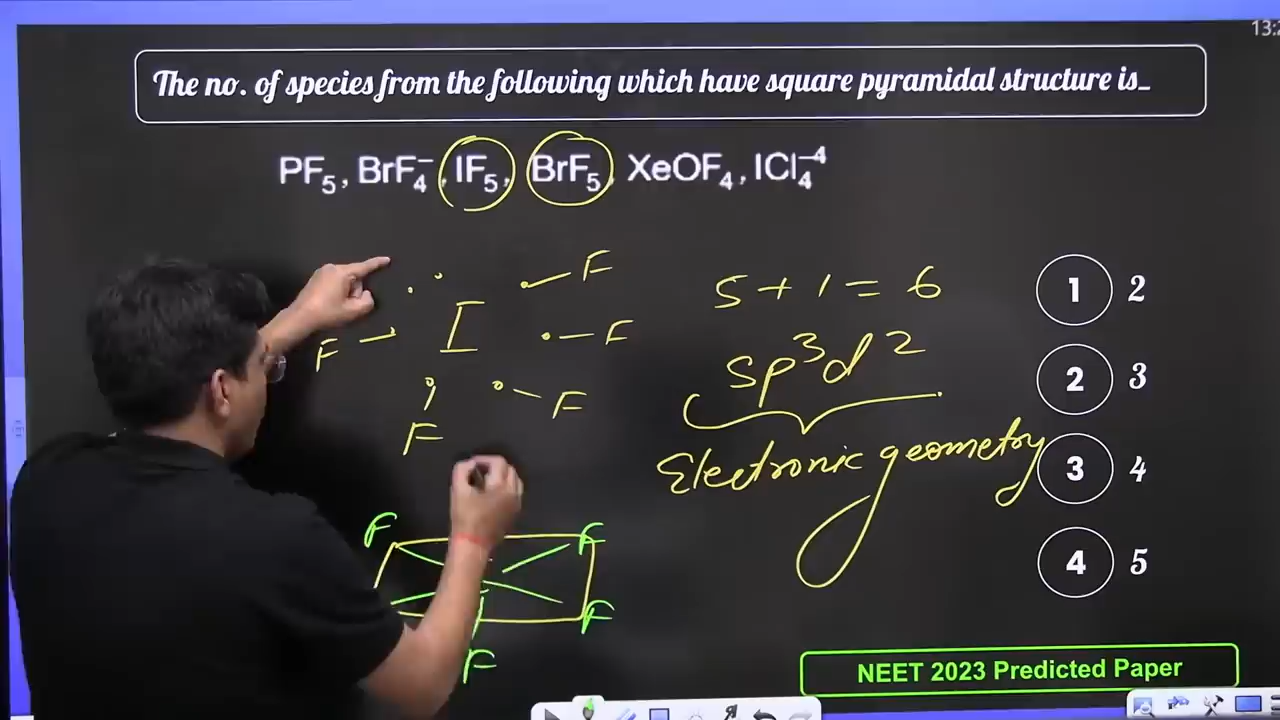 13:2
The no. of species from the following which have square pyramidal structure is_
PF₅, BrF₄⁻, IF₅, BrF₅, XeOF₄, ICl₄⁻⁴
F
I
F
F
F
F
5 + 1 = 6
sp³d²
Electronic geometry
1 2
2 3
3 4
4 5
F F
F
F
NEET 2023 Predicted Paper